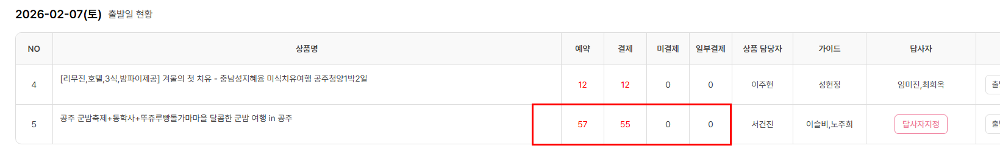 2026-02-07(토) 출발일 현황
NO 상품명 예약 결제 미결제 일부결제 상품 담당자 가이드 답사자
4 [리무진,호텔,3식,밤파이제공] 겨울의 첫 치유 - 충남성지혜윰 미식치유여행 공주청양1박2일 12 12 0 0 이주현 성현정 임미진,최희옥 출
5 공주 군밤축제+동학사+뚜쥬루빵돌가마마을 달콤한 군밤 여행 in 공주 57 55 0 0 서건진 이슬비,노주희 답사자지정 출